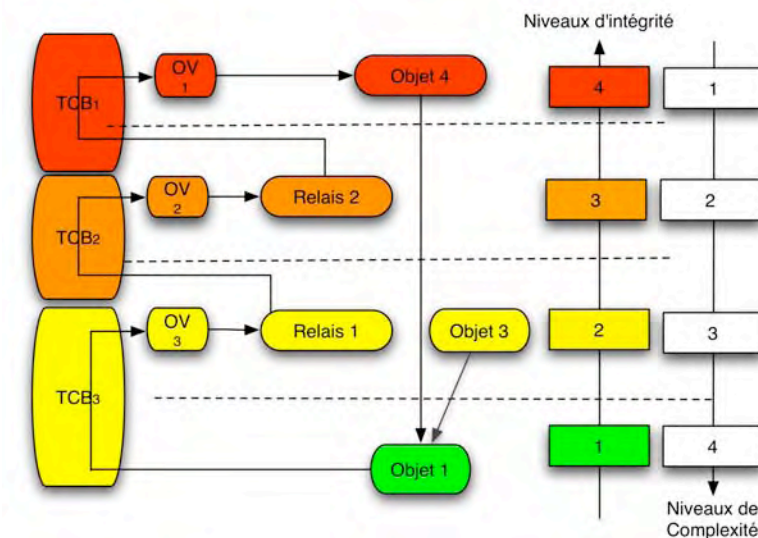 Niveaux d'intégrité
TCB1
OV
1
Objet 4
4
1
TCB2
OV
2
Relais 2
3
2
TCB3
OV
3
Relais 1
Objet 3
2
3
Objet 1
1
4
Niveaux de
Complexité